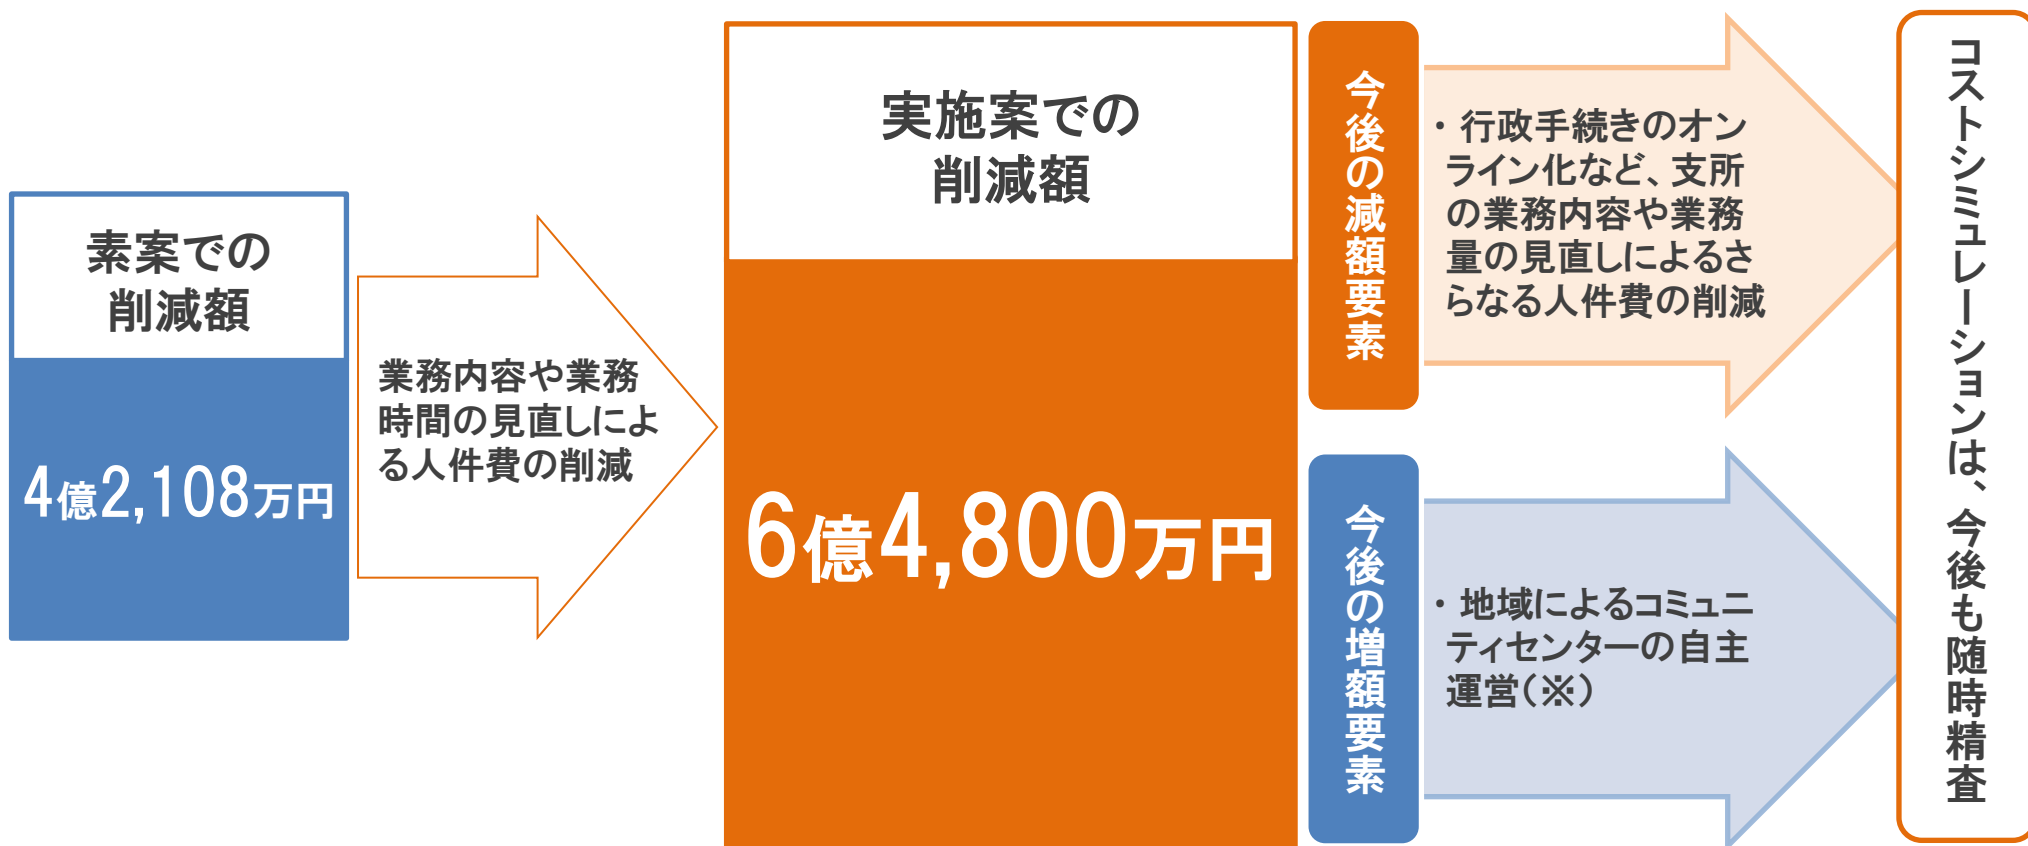 素案での
削減額
4億2,108万円
業務内容や業務
時間の見直しによ
る人件費の削減
実施案での
削減額
6億4,800万円
今後の減額要素
・行政手続きのオン
ライン化など、支所
の業務内容や業務
量の見直しによるさ
らなる人件費の削減
今後の増額要素
・地域によるコミュニ
ティセンターの自主
運営(※)
コストシミュレーションは、今後も随時精査